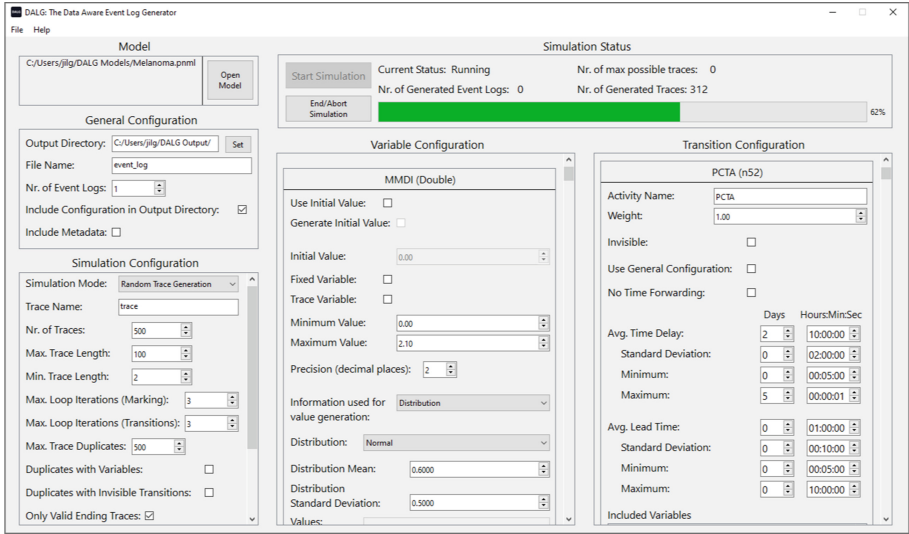 DALG: The Data Aware Event Log Generator
File Help
Model
C:/Users/jilg/DALG Models/Melanoma.pnml
Open
Model
General Configuration
Output Directory: C:/Users/jilg/DALG Output/ Set
File Name: event_log
Nr. of Event Logs: 1
Include Configuration in Output Directory:
Include Metadata:
Simulation Configuration
Simulation Mode: Random Trace Generation
Trace Name: trace
Nr. of Traces: 500
Max. Trace Length: 100
Min. Trace Length: 2
Max. Loop Iterations (Marking): 3
Max. Loop Iterations (Transitions): 3
Max. Trace Duplicates: 500
Duplicates with Variables:
Duplicates with Invisible Transitions:
Only Valid Ending Traces:
Simulation Status
Start Simulation
Current Status: Running Nr. of max possible traces: 0
Nr. of Generated Event Logs: 0 Nr. of Generated Traces: 312
End/Abort
Simulation
62%
Variable Configuration
MMDI (Double)
Use Initial Value:
Generate Initial Value:
Initial Value: 0.00
Fixed Variable:
Trace Variable:
Minimum Value: 0.00
Maximum Value: 2.10
Precision (decimal places): 2
Information used for
value generation: Distribution
Distribution: Normal
Distribution Mean: 0.6000
Distribution
Standard Deviation: 0.5000
Values:
Transition Configuration
PCTA (n52)
Activity Name: PCTA
Weight: 1.00
Invisible:
Use General Configuration:
No Time Forwarding:
Days Hours:Min:Sec
Avg. Time Delay: 2 10:00:00
Standard Deviation: 0 02:00:00
Minimum: 0 00:05:00
Maximum: 5 00:00:01
Avg. Lead Time: 0 01:00:00
Standard Deviation: 0 00:10:00
Minimum: 0 00:05:00
Maximum: 0 10:00:00
Included Variables